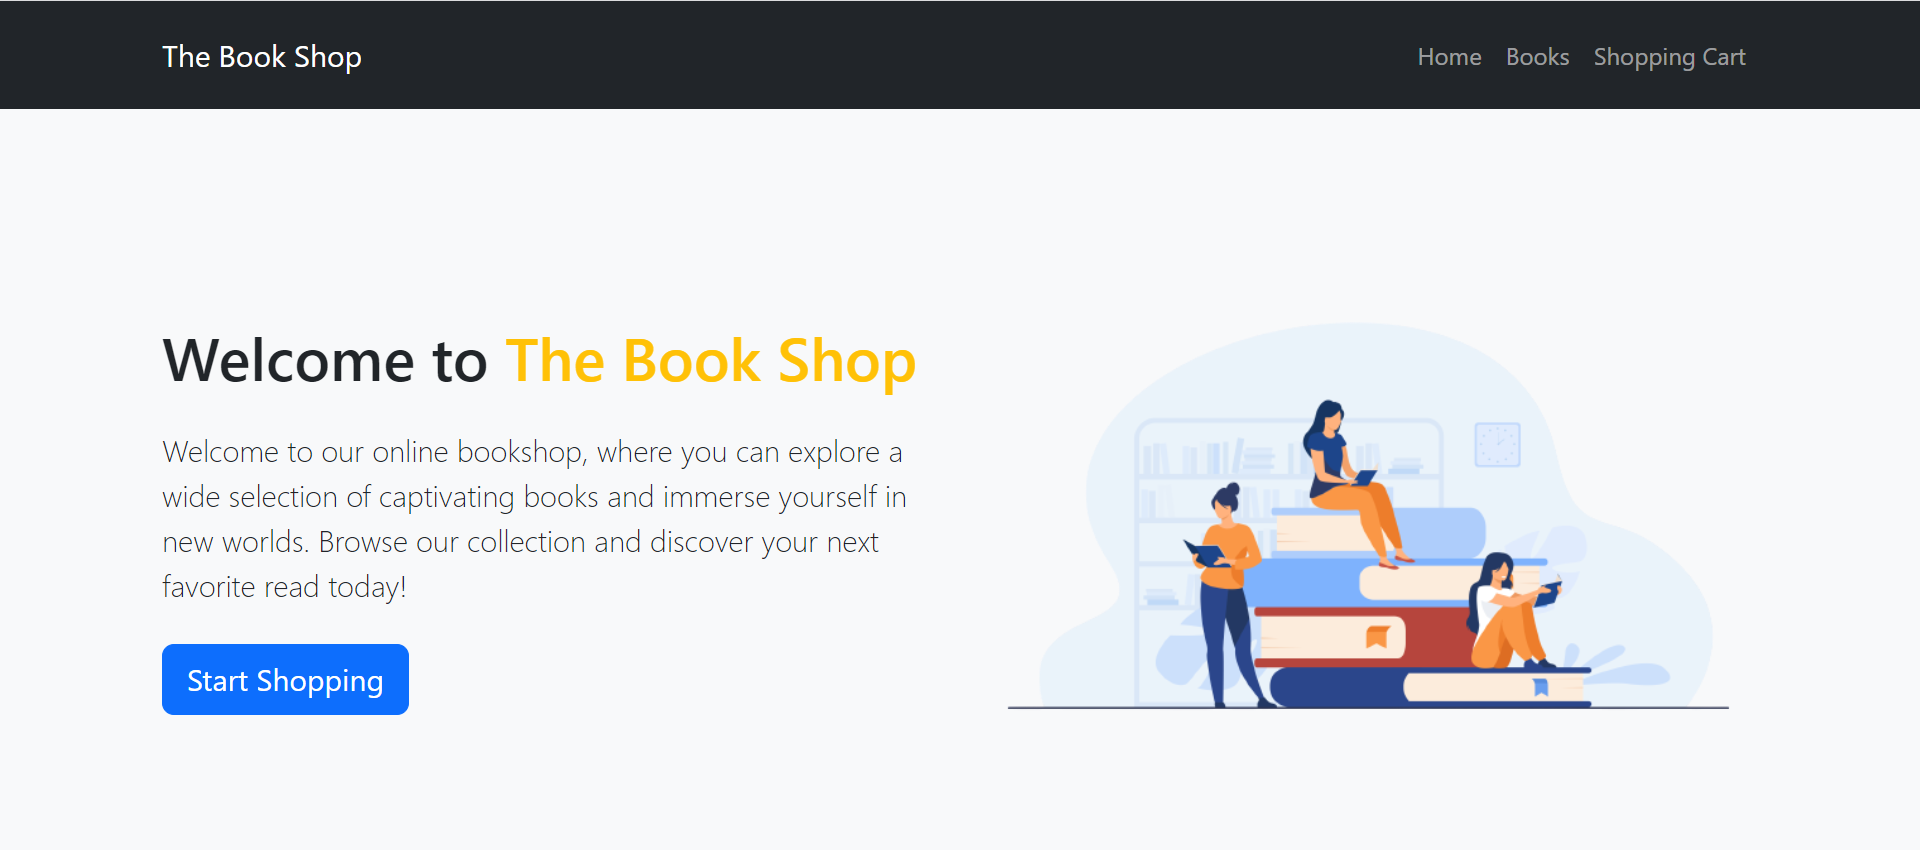 The Book Shop
Home Books Shopping Cart
Welcome to The Book Shop
Welcome to our online bookshop, where you can explore a
wide selection of captivating books and immerse yourself in
new worlds. Browse our collection and discover your next
favorite read today!
Start Shopping